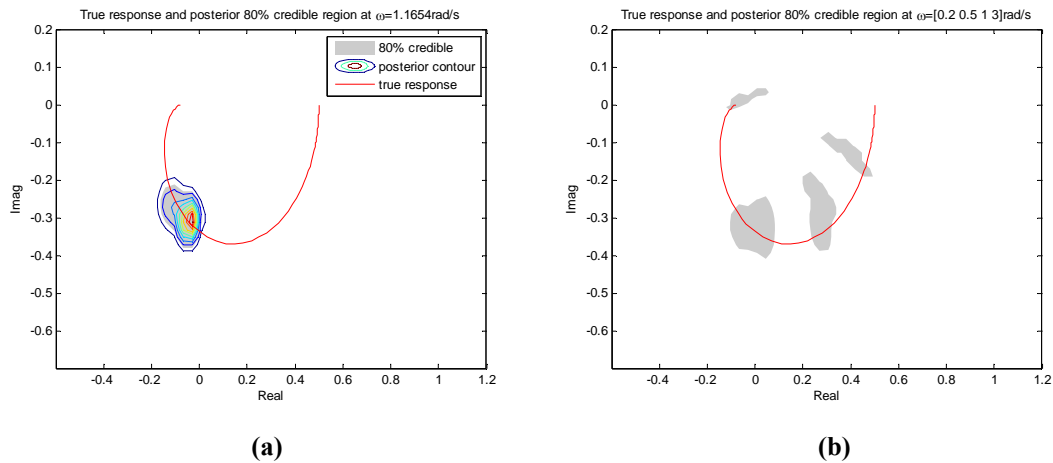 True response and posterior 80% credible region at ω=1.1654rad/s
0.2
0.1
0
-0.1
-0.2
-0.3
-0.4
-0.5
-0.6
Imag
80% credible
posterior contour
true response
-0.4 -0.2 0 0.2 0.4 0.6 0.8 1 1.2
Real
(a)
True response and posterior 80% credible region at ω=[0.2 0.5 1 3]rad/s
0.2
0.1
0
-0.1
-0.2
-0.3
-0.4
-0.5
-0.6
Imag
-0.4 -0.2 0 0.2 0.4 0.6 0.8 1 1.2
Real
(b)